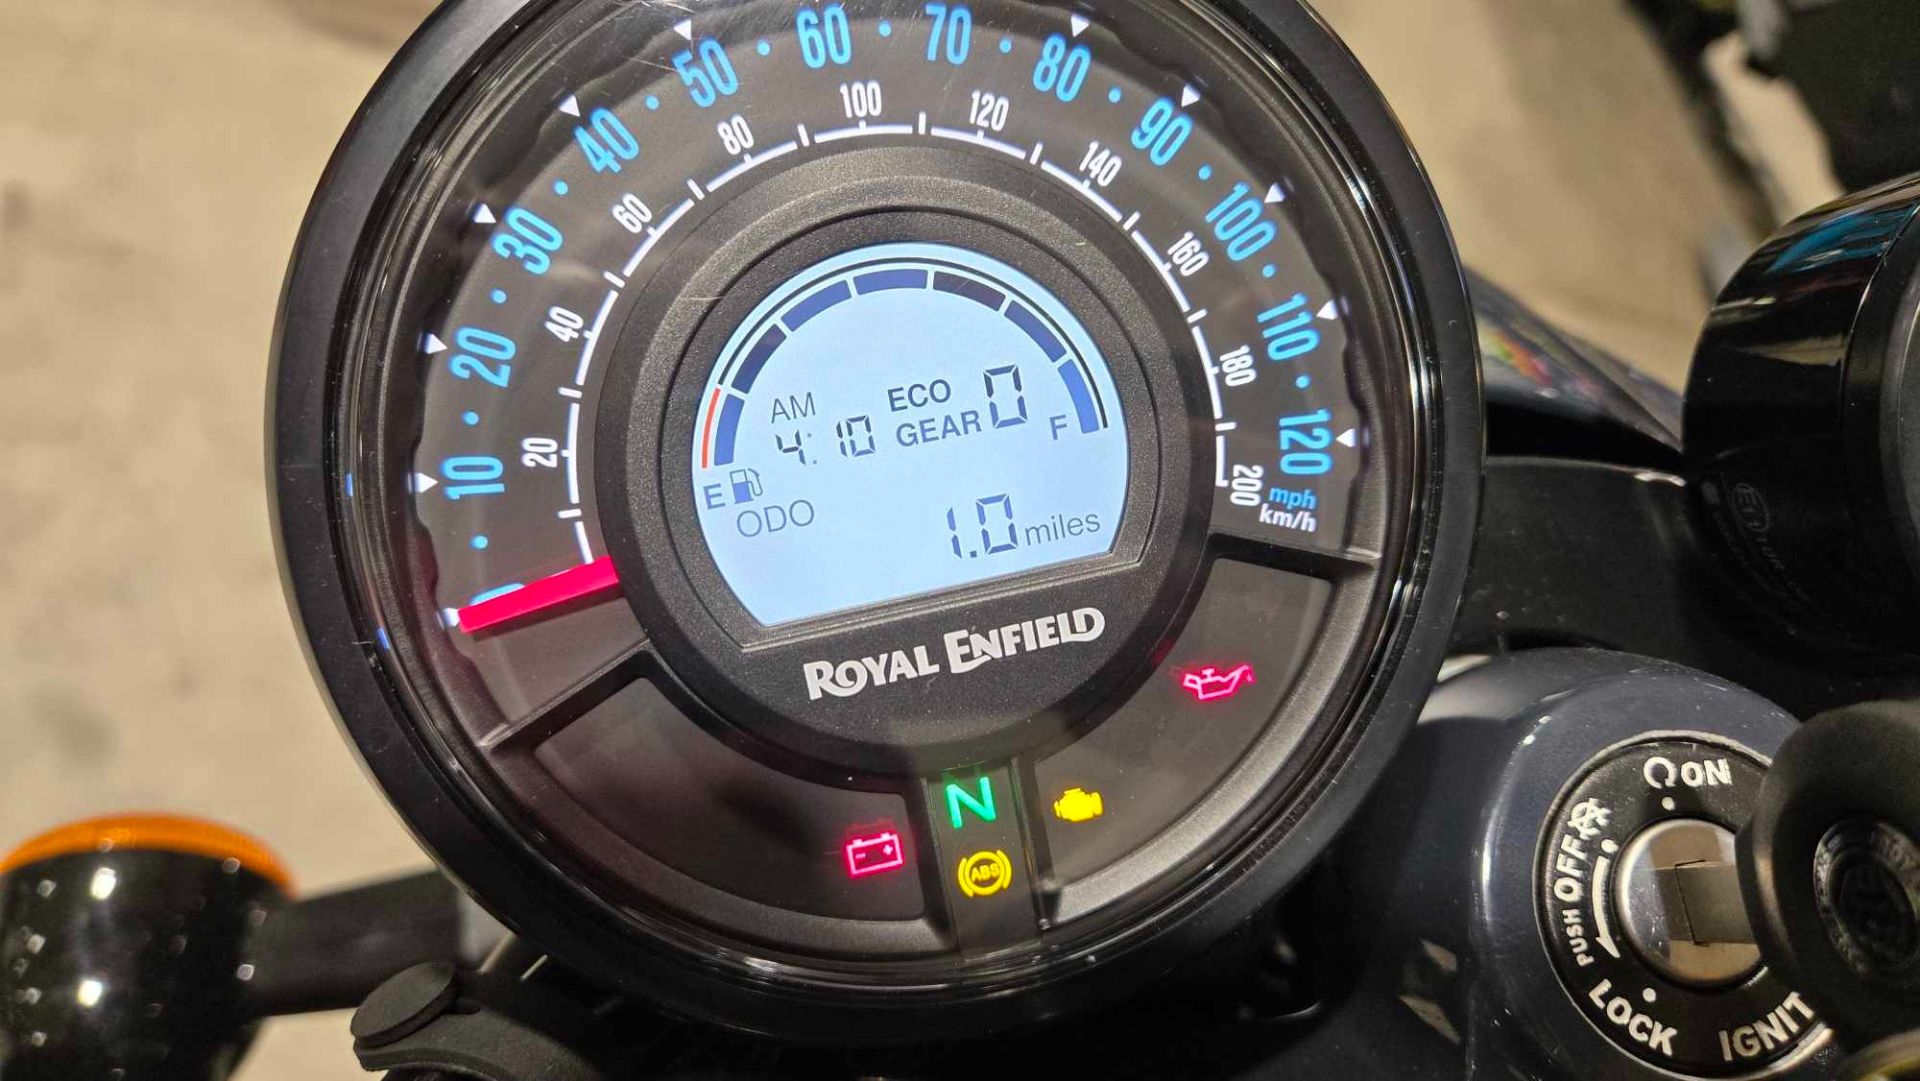 10 20 30 40 50 60 70 80 90 100 110 120
mph
20 40 60 80 100 120 140 160 180 200
km/h
AM
4:10
ECO
GEAR 0
E
F
ODO
1.0 miles
ROYAL ENFIELD
N
ABS
ON
OFF
PUSH
LOCK
IGNIT